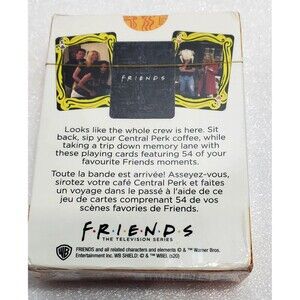 FRIENDS
Looks like the whole crew is here. Sit
back, sip your Central Perk coffee, while
taking a trip down memory lane with
these playing cards featuring 54 of your
favourite Friends moments.
Toute la bande est arrivée! Asseyez-vous,
sirotez votre café Central Perk et faites
un voyage dans le passé à l'aide de ce
jeu de cartes comprenant 54 de vos
scènes favories de Friends.
F·R·I·E·N·D·S
THE TELEVISION SERIES
WB
FRIENDS and all related characters and elements © & ™ Warner Bros.
Entertainment Inc. WB SHIELD: © & ™ WBEI. (s20)